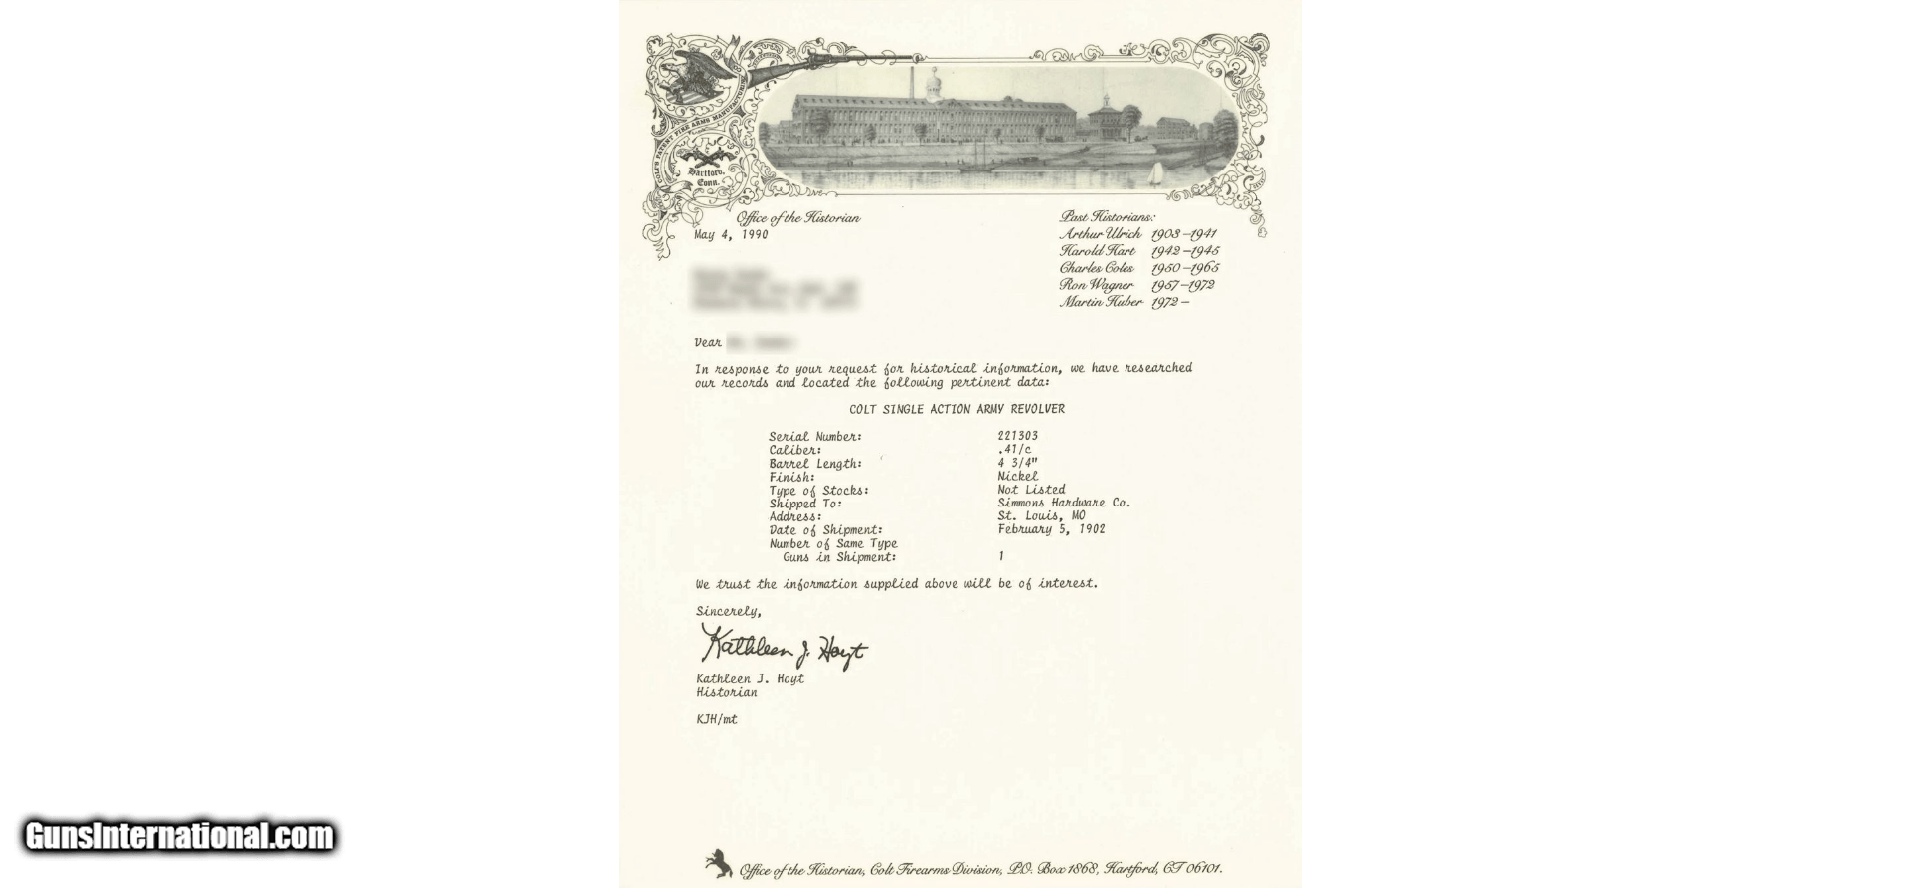 COLT'S PATENT FIRE ARMS MANUFACTURING
Hartford,
Conn.
Office of the Historian
May 4, 1990
Past Historians:
Arthur Ulrich 1903–1941
Harold Hart 1942–1945
Charles Coles 1950–1965
Ron Wagner 1957–1972
Martin Huber 1972–
Dear
In response to your request for historical information, we have researched
our records and located the following pertinent data:
COLT SINGLE ACTION ARMY REVOLVER
Serial Number: 221303
Caliber: .41/c
Barrel Length: 4 3/4"
Finish: Nickel
Type of Stocks: Not Listed
Shipped To: Simmons Hardware Co.
Address: St. Louis, MO
Date of Shipment: February 5, 1902
Number of Same Type
Guns in Shipment: 1
We trust the information supplied above will be of interest.
Sincerely,
Kathleen J. Hoyt
Kathleen J. Hoyt
Historian
KJH/mt
Office of the Historian, Colt Firearms Division, P.O. Box 1868, Hartford, CT 06101.
GunsInternational.com